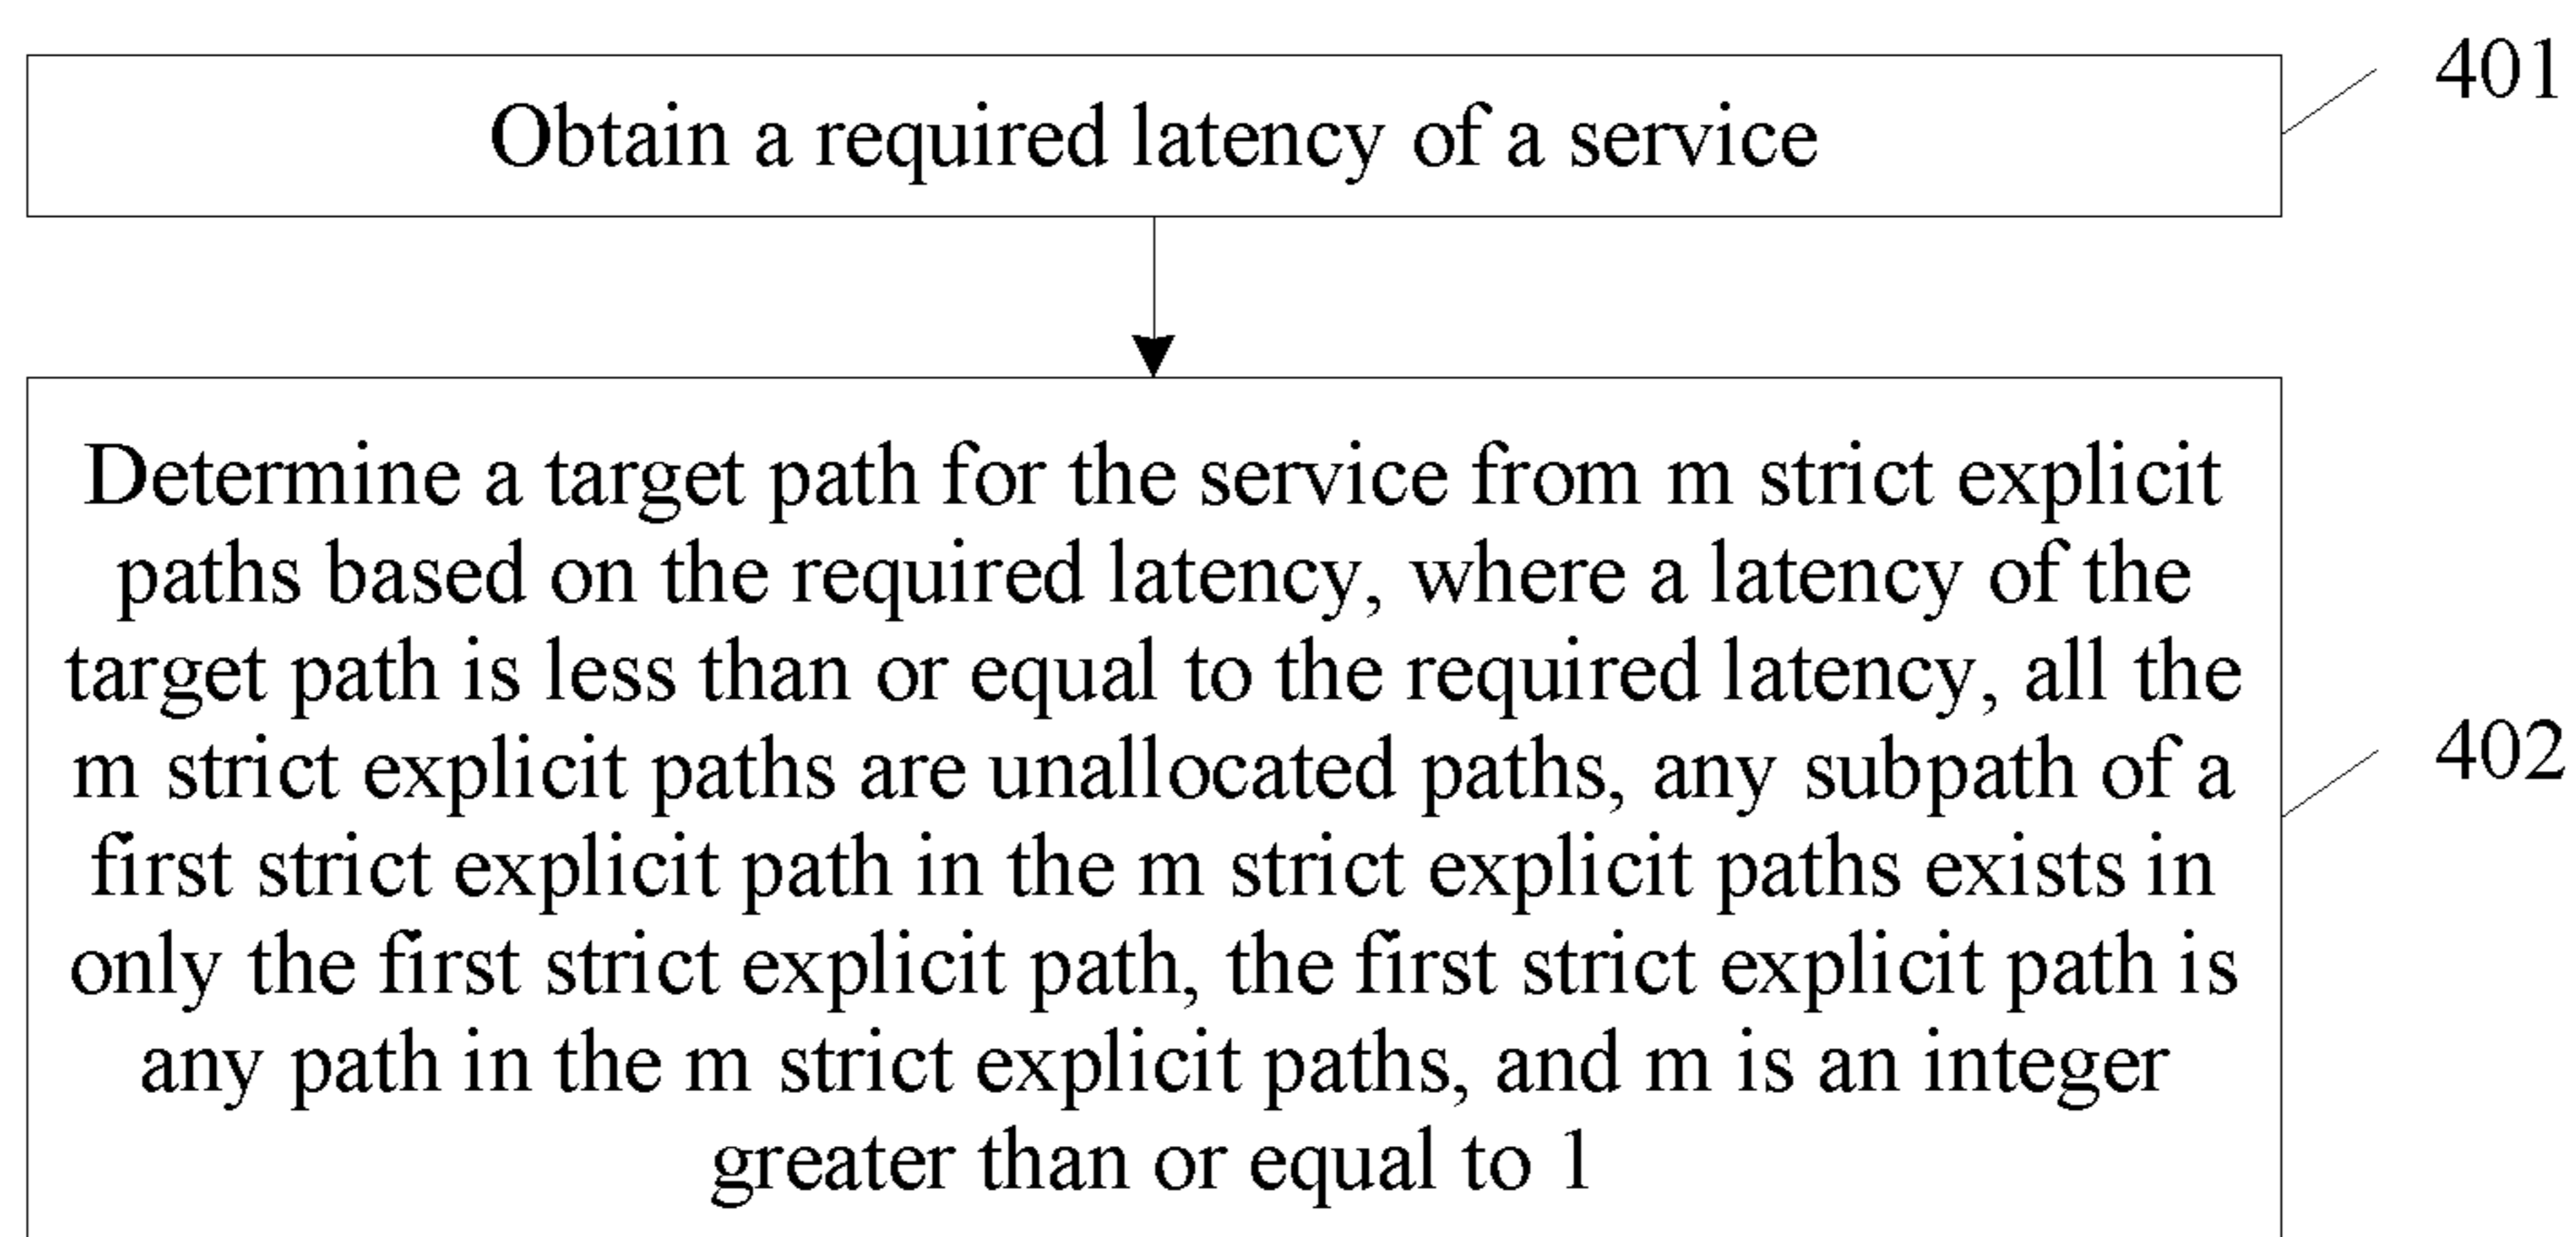 401
Obtain a required latency of a service
Determine a target path for the service from m strict explicit
paths based on the required latency, where a latency of the
target path is less than or equal to the required latency, all the
m strict explicit paths are unallocated paths, any subpath of a
first strict explicit path in the m strict explicit paths exists in
only the first strict explicit path, the first strict explicit path is
any path in the m strict explicit paths, and m is an integer
greater than or equal to 1
402